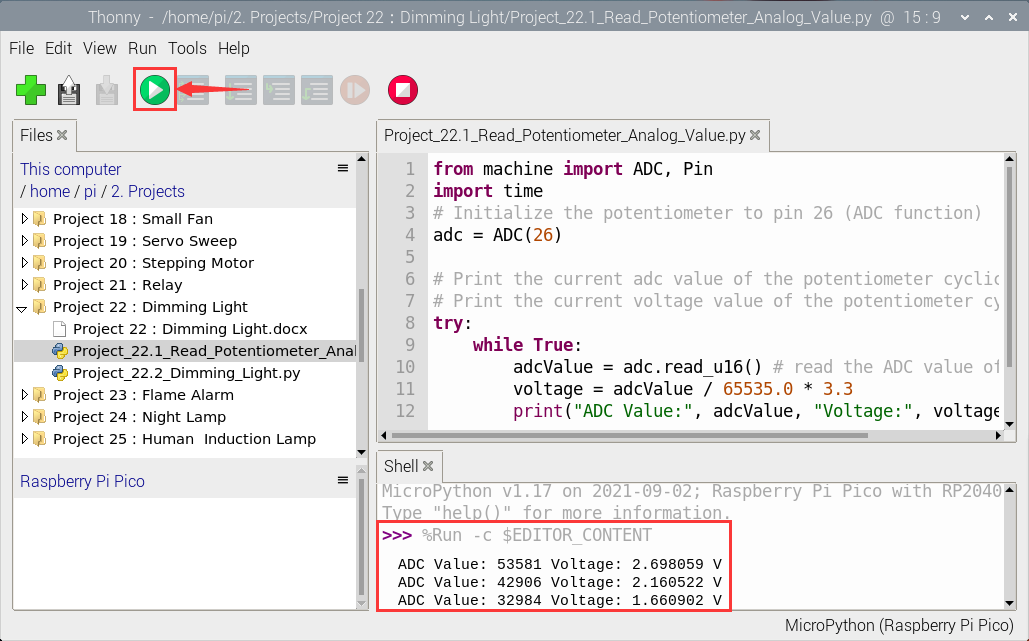 Thonny - /home/pi/2. Projects/Project 22 : Dimming Light/Project_22.1_Read_Potentiometer_Analog_Value.py @ 15 : 9
File Edit View Run Tools Help
Files
This computer
/ home / pi / 2. Projects
Project 18 : Small Fan
Project 19 : Servo Sweep
Project 20 : Stepping Motor
Project 21 : Relay
Project 22 : Dimming Light
Project 22 : Dimming Light.docx
Project_22.1_Read_Potentiometer_Anal
Project_22.2_Dimming_Light.py
Project 23 : Flame Alarm
Project 24 : Night Lamp
Project 25 : Human Induction Lamp
Raspberry Pi Pico
Project_22.1_Read_Potentiometer_Analog_Value.py
1 from machine import ADC, Pin
2 import time
3 # Initialize the potentiometer to pin 26 (ADC function)
4 adc = ADC(26)
5
6 # Print the current adc value of the potentiometer cyclic
7 # Print the current voltage value of the potentiometer cy
8 try:
9 while True:
10 adcValue = adc.read_u16() # read the ADC value of
11 voltage = adcValue / 65535.0 * 3.3
12 print("ADC Value:", adcValue, "Voltage:", voltage
Shell
MicroPython v1.17 on 2021-09-02; Raspberry Pi Pico with RP2040
Type "help()" for more information.
>>> %Run -c $EDITOR_CONTENT
ADC Value: 53581 Voltage: 2.698059 V
ADC Value: 42906 Voltage: 2.160522 V
ADC Value: 32984 Voltage: 1.660902 V
MicroPython (Raspberry Pi Pico)